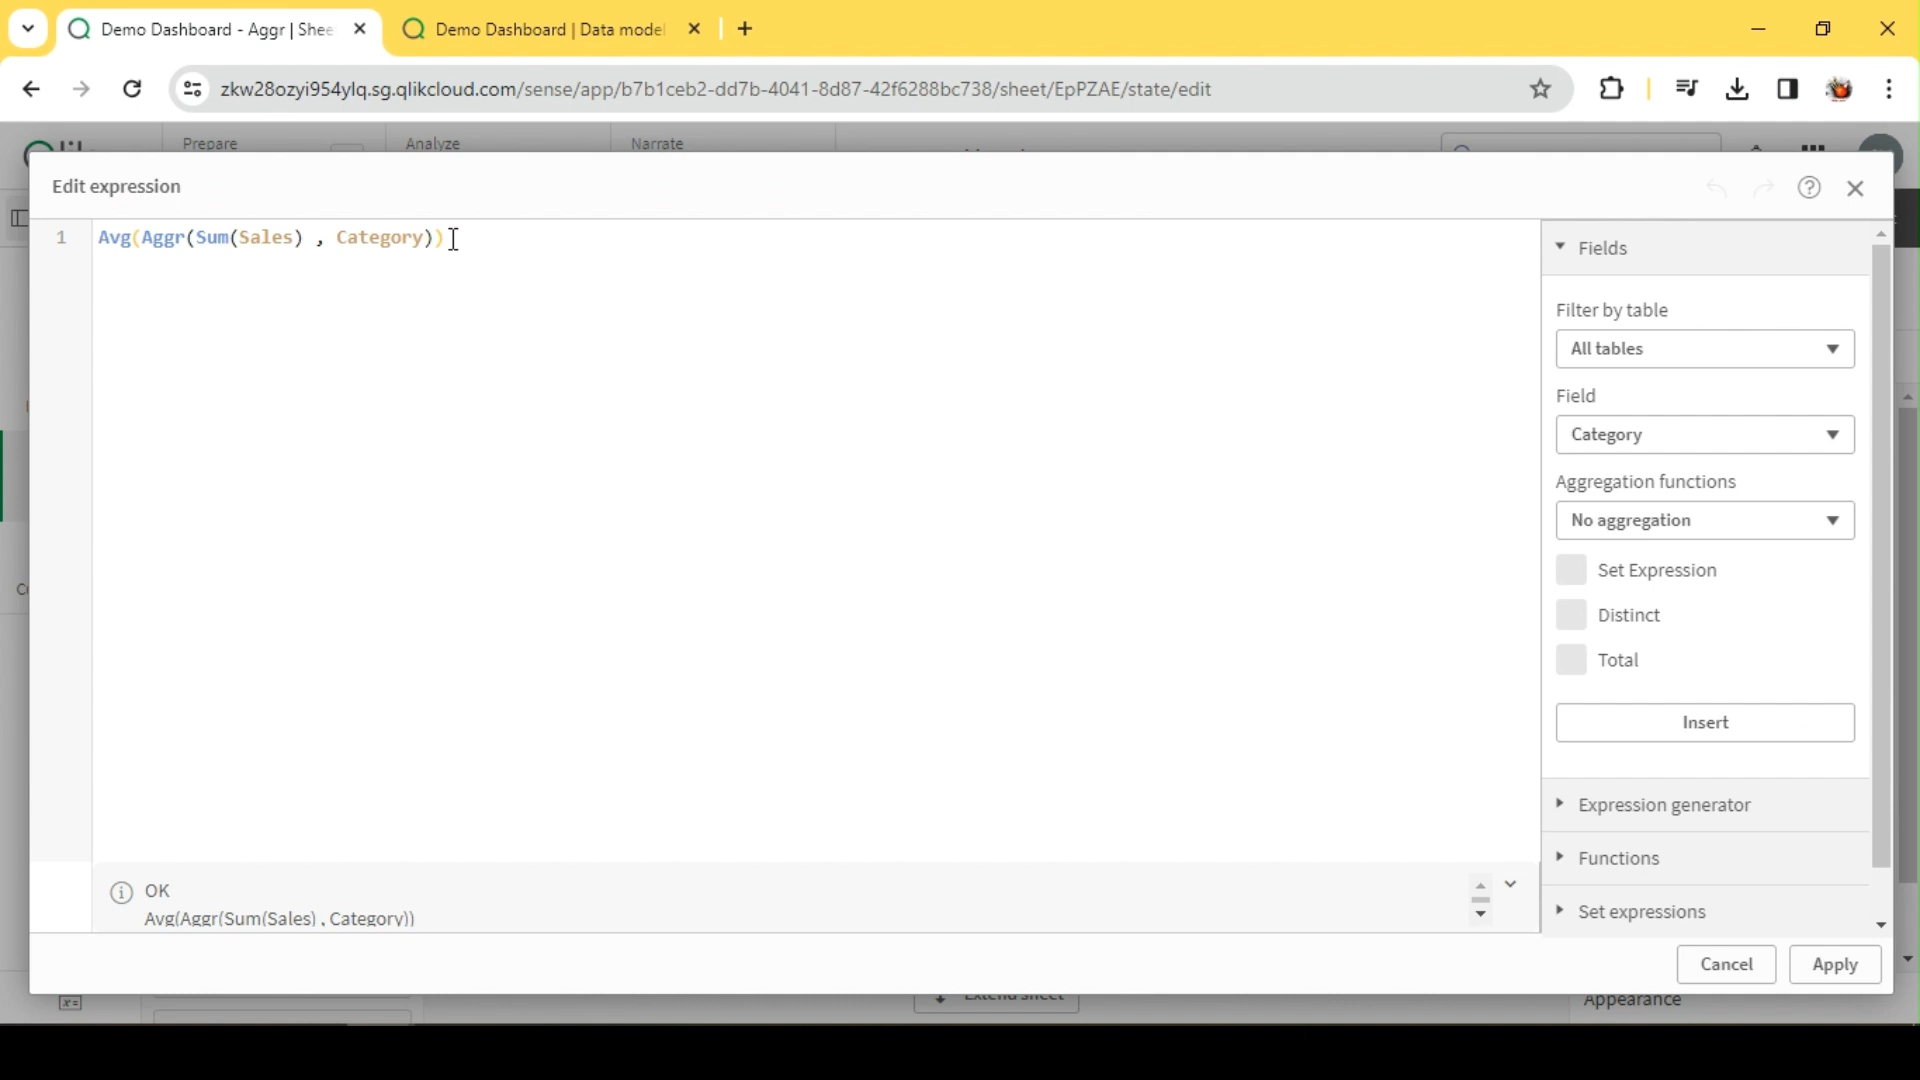 Demo Dashboard - Aggr | Shee
Demo Dashboard | Data model
zkw28ozyi954ylq.sg.qlikcloud.com/sense/app/b7b1ceb2-dd7b-4041-8d87-42f6288bc738/sheet/EpPZAE/state/edit
Prepare
Analyze
Narrate
Edit expression
1 Avg(Aggr(Sum(Sales) , Category))
Fields
Filter by table
All tables
Field
Category
Aggregation functions
No aggregation
Set Expression
Distinct
Total
Insert
Expression generator
Functions
Set expressions
OK
Avg(Aggr(Sum(Sales) , Category))
Cancel
Apply
Extend sheet
Appearance